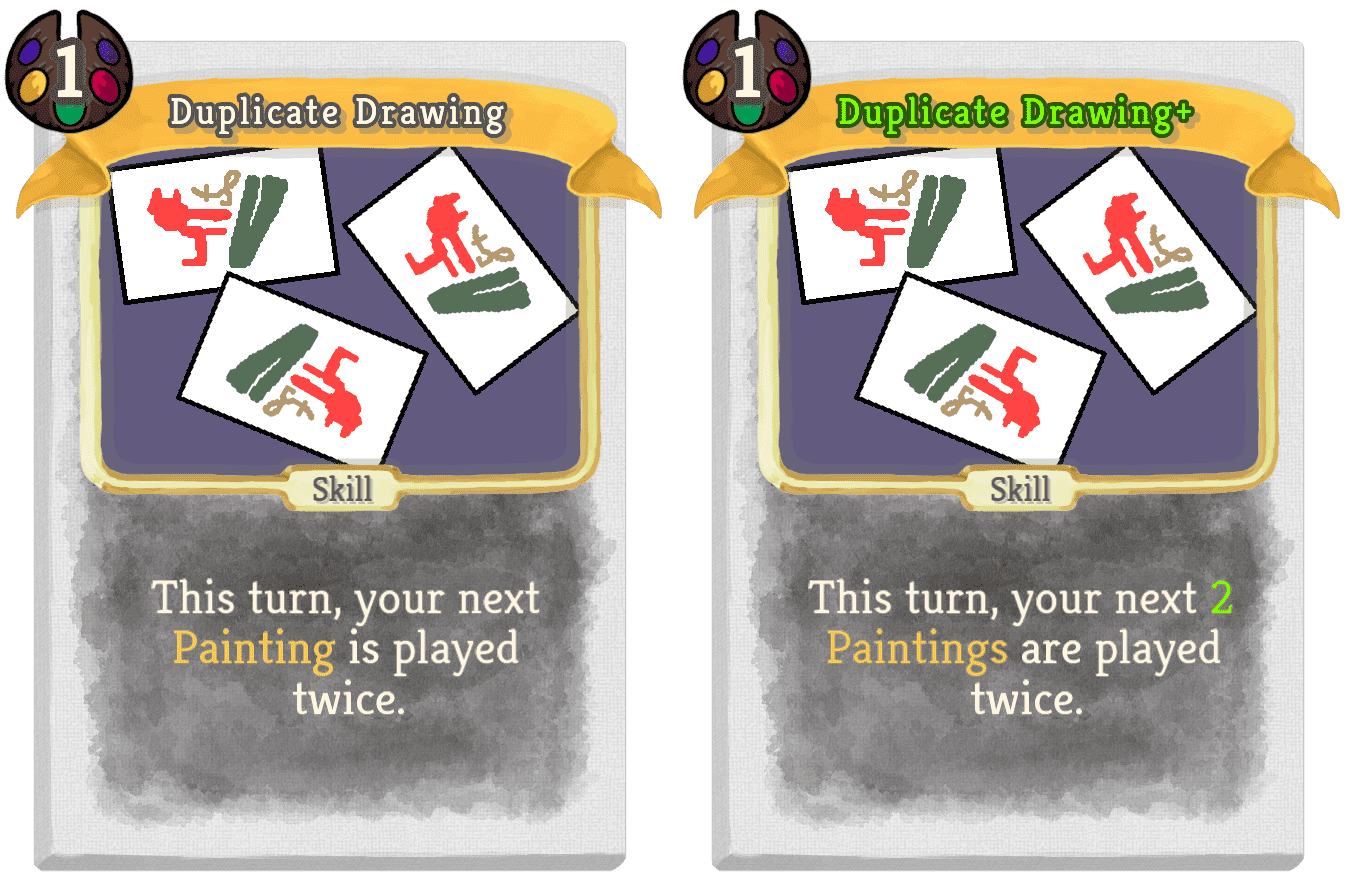 1
Duplicate Drawing
Skill
This turn, your next
Painting is played
twice.
1
Duplicate Drawing+
Skill
This turn, your next 2
Paintings are played
twice.